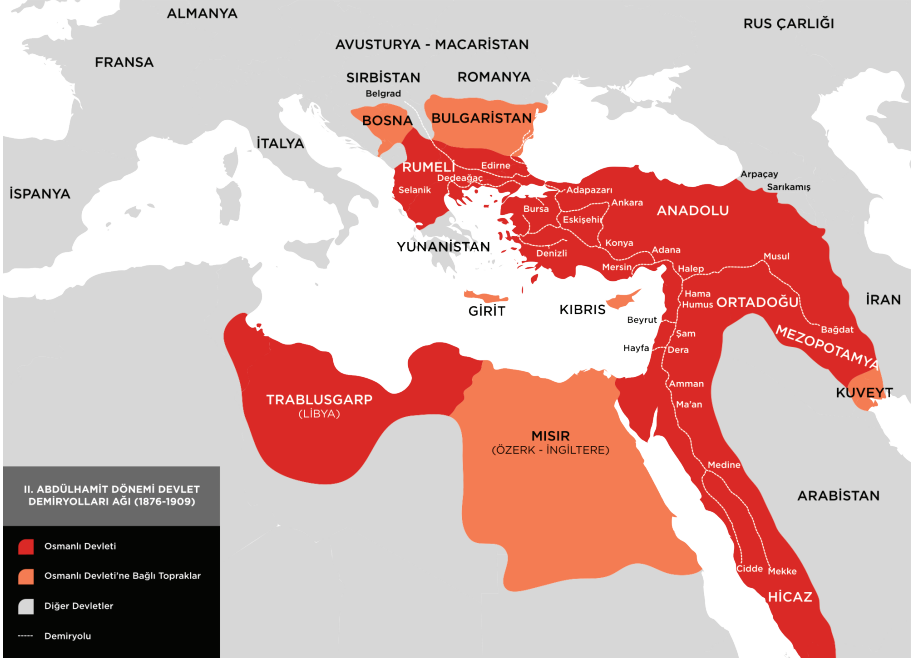 ALMANYA
RUS ÇARLIĞI
AVUSTURYA - MACARİSTAN
FRANSA
SIRBİSTAN
ROMANYA
Belgrad
BOSNA
BULGARİSTAN
İTALYA
RUMELİ
Edirne
Arpaçay
Dedeağaç
Sarıkamış
İSPANYA
Selanik
Adapazarı
Ankara
Bursa
ANADOLU
Eskişehir
YUNANİSTAN
Konya
Denizli
Adana
Musul
Mersin
Halep
Hama
ORTADOĞU
İRAN
Humus
GİRİT
KIBRIS
Beyrut
Şam
Bağdat
MEZOPOTAMYA
Hayfa
Dera
Amman
KUVEYT
TRABLUSGARP
(LİBYA)
Ma'an
MISIR
(ÖZERK - İNGİLTERE)
Medine
ARABİSTAN
Cidde
Mekke
HİCAZ
II. ABDÜLHAMİT DÖNEMİ DEVLET
DEMİRYOLLARI AĞI (1876-1909)
Osmanlı Devleti
Osmanlı Devleti'ne Bağlı Topraklar
Diğer Devletler
Demiryolu